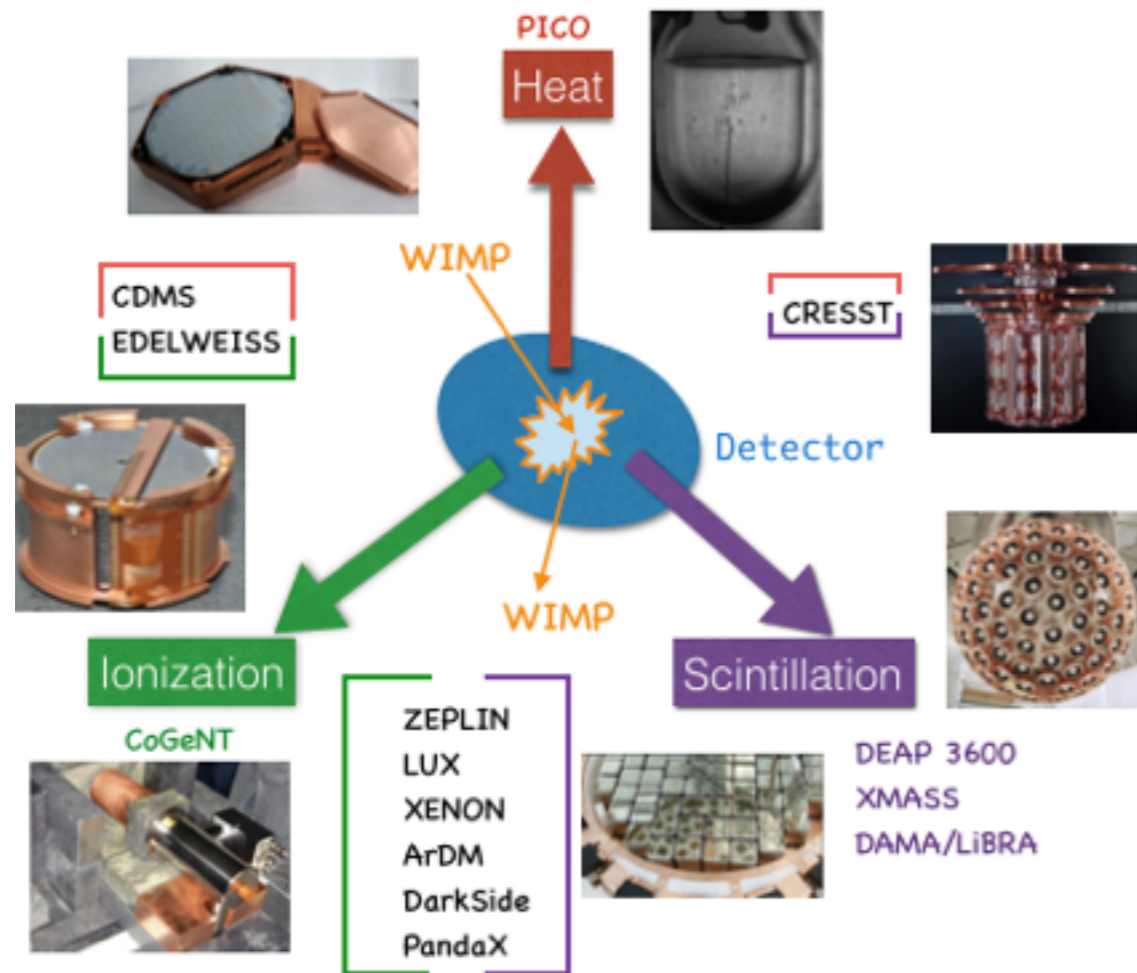 PICO
Heat
WIMP
CDMS
EDELWEISS
CRESST
Detector
WIMP
Ionization
Scintillation
CoGeNT
ZEPLIN
LUX
XENON
ArDM
DarkSide
PandaX
DEAP 3600
XMASS
DAMA/LiBRA